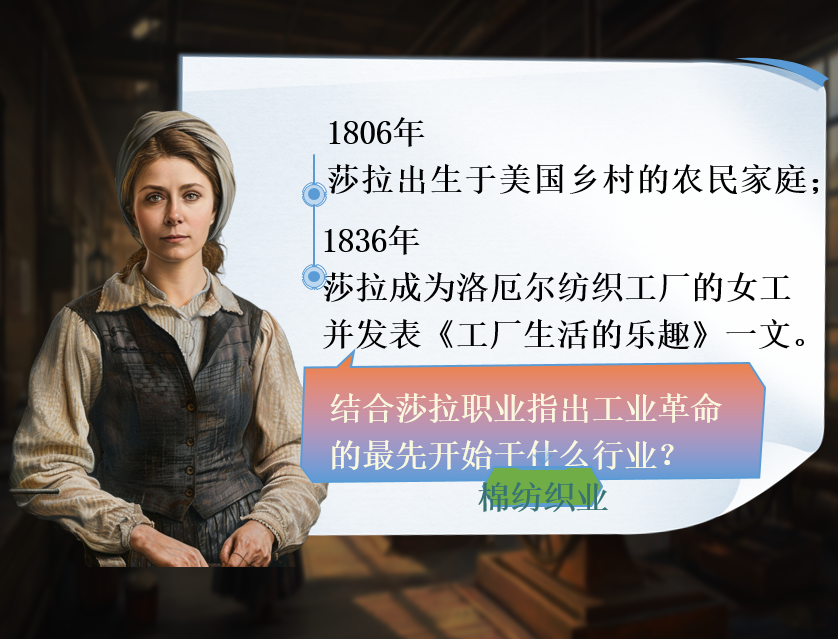 1806年
莎拉出生于美国乡村的农民家庭；
1836年
莎拉成为洛厄尔纺织工厂的女工
并发表《工厂生活的乐趣》一文。
结合莎拉职业指出工业革命
的最先开始于什么行业？
棉纺织业